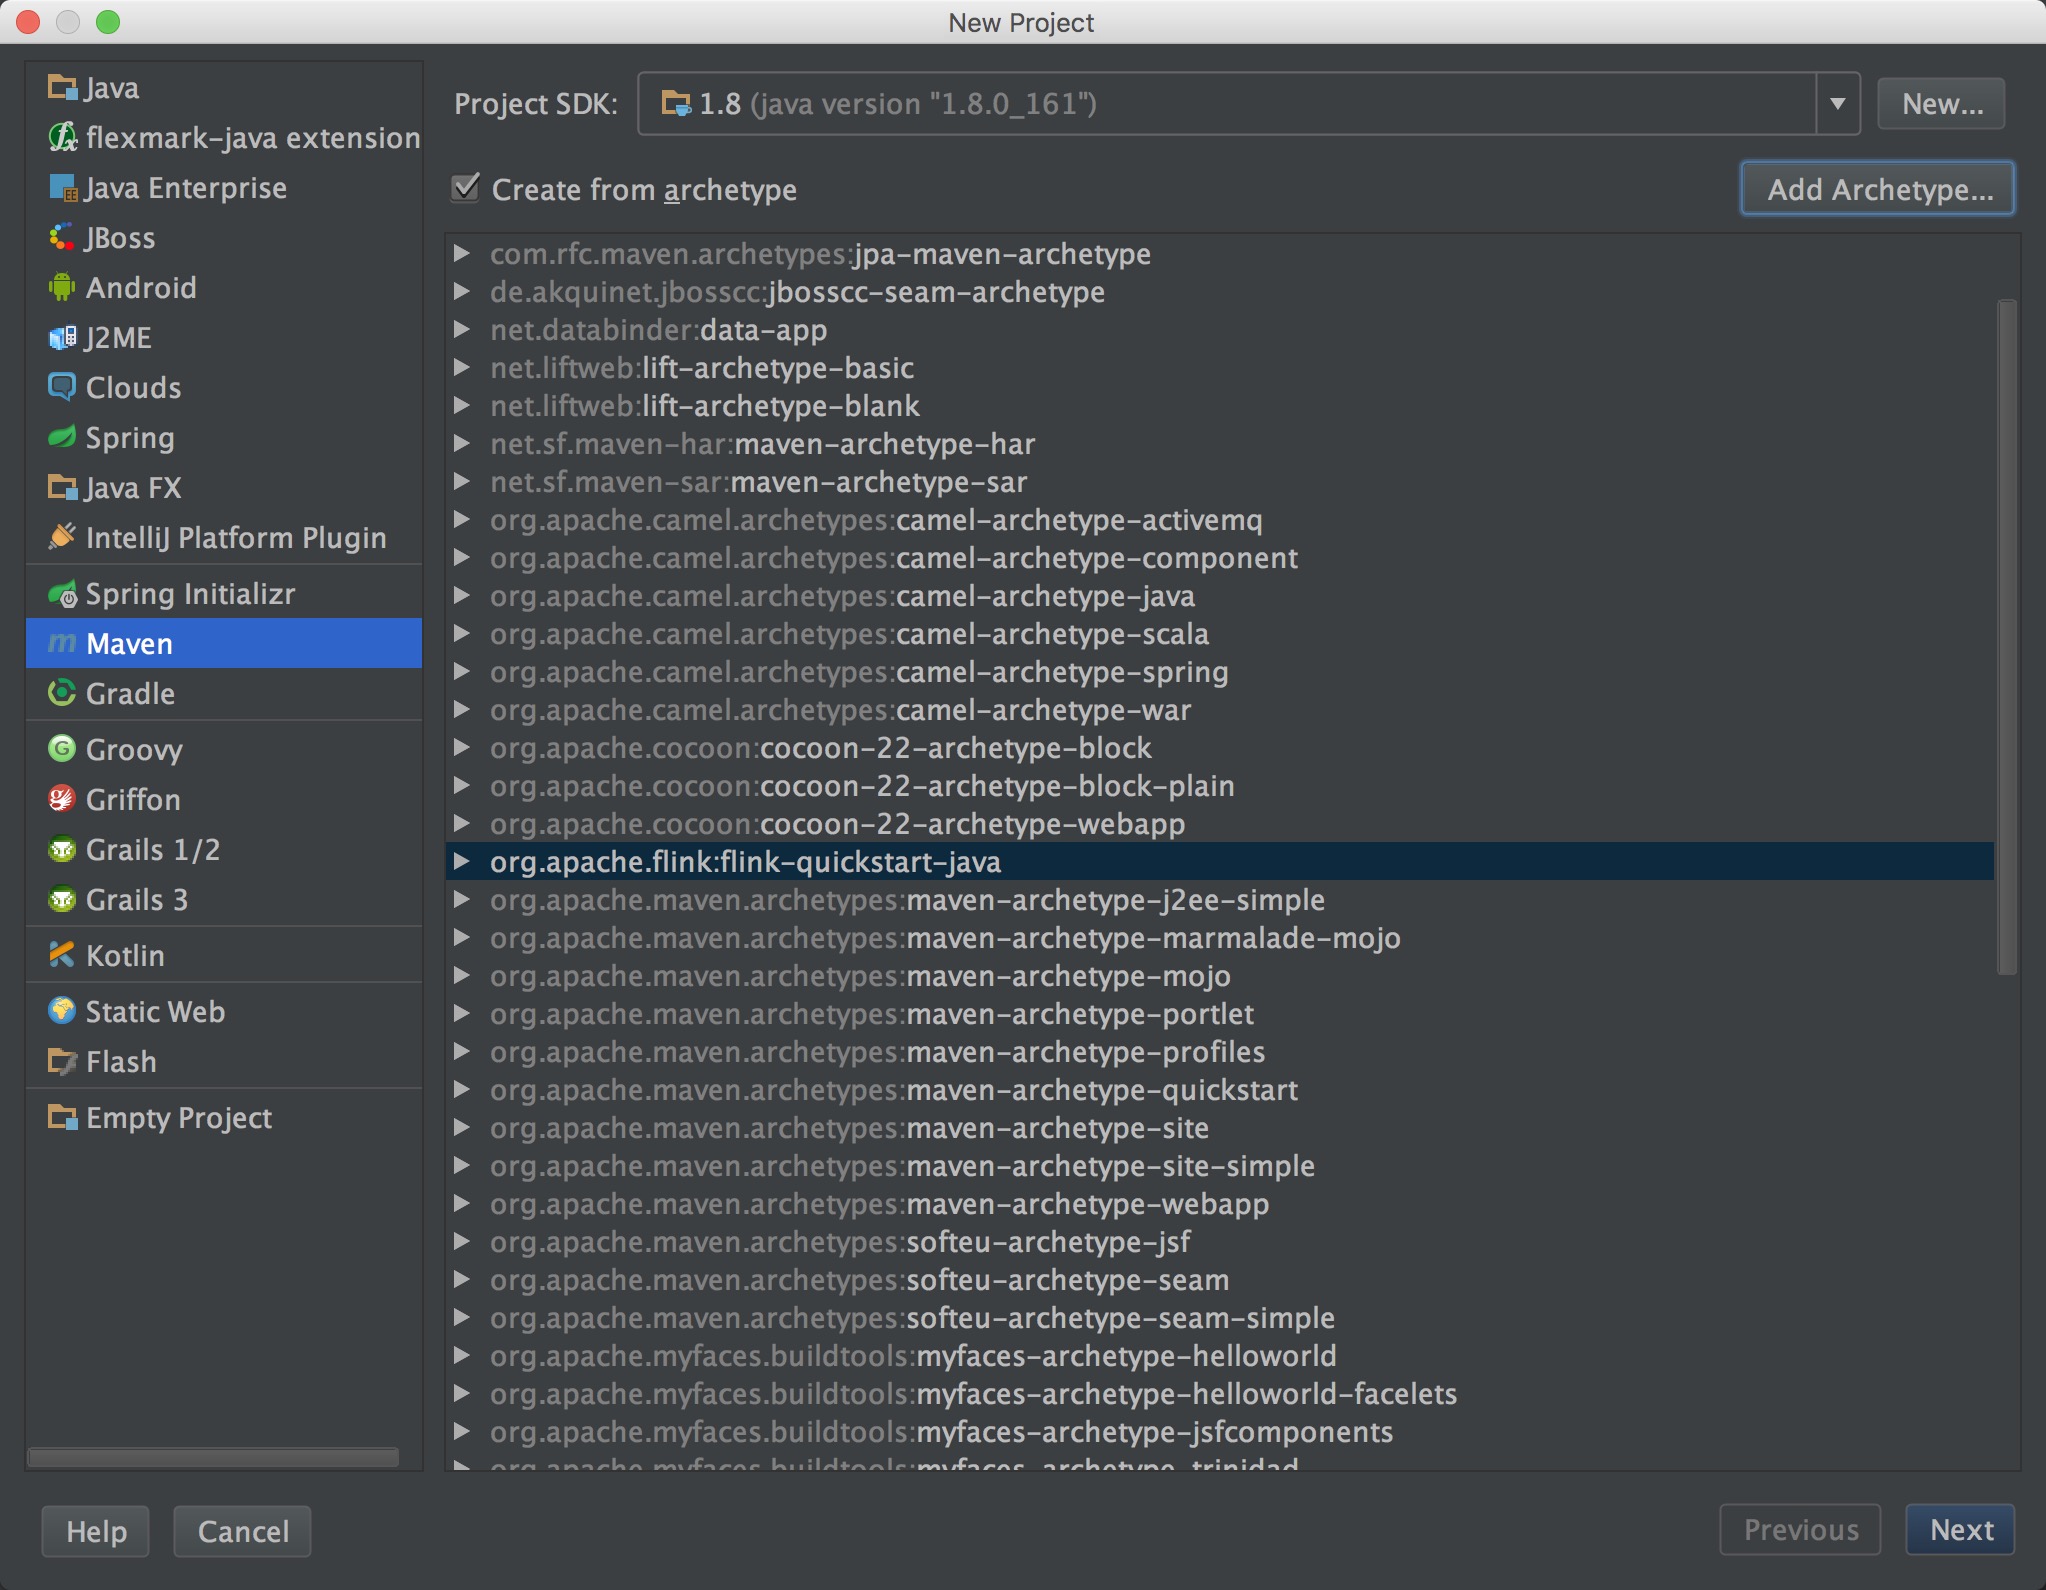 New Project
Java
flexmark-java extension
Java Enterprise
JBoss
Android
J2ME
Clouds
Spring
Java FX
IntelliJ Platform Plugin
Spring Initializr
Maven
Gradle
Groovy
Griffon
Grails 1/2
Grails 3
Kotlin
Static Web
Flash
Empty Project
Project SDK: 1.8 (java version "1.8.0_161") New...
Create from archetype Add Archetype...
com.rfc.maven.archetypes:jpa-maven-archetype
de.akquinet.jbosscc:jbosscc-seam-archetype
net.databinder:data-app
net.liftweb:lift-archetype-basic
net.liftweb:lift-archetype-blank
net.sf.maven-har:maven-archetype-har
net.sf.maven-sar:maven-archetype-sar
org.apache.camel.archetypes:camel-archetype-activemq
org.apache.camel.archetypes:camel-archetype-component
org.apache.camel.archetypes:camel-archetype-java
org.apache.camel.archetypes:camel-archetype-scala
org.apache.camel.archetypes:camel-archetype-spring
org.apache.camel.archetypes:camel-archetype-war
org.apache.cocoon:cocoon-22-archetype-block
org.apache.cocoon:cocoon-22-archetype-block-plain
org.apache.cocoon:cocoon-22-archetype-webapp
org.apache.flink:flink-quickstart-java
org.apache.maven.archetypes:maven-archetype-j2ee-simple
org.apache.maven.archetypes:maven-archetype-marmalade-mojo
org.apache.maven.archetypes:maven-archetype-mojo
org.apache.maven.archetypes:maven-archetype-portlet
org.apache.maven.archetypes:maven-archetype-profiles
org.apache.maven.archetypes:maven-archetype-quickstart
org.apache.maven.archetypes:maven-archetype-site
org.apache.maven.archetypes:maven-archetype-site-simple
org.apache.maven.archetypes:maven-archetype-webapp
org.apache.maven.archetypes:softeu-archetype-jsf
org.apache.maven.archetypes:softeu-archetype-seam
org.apache.maven.archetypes:softeu-archetype-seam-simple
org.apache.myfaces.buildtools:myfaces-archetype-helloworld
org.apache.myfaces.buildtools:myfaces-archetype-helloworld-facelets
org.apache.myfaces.buildtools:myfaces-archetype-jsfcomponents
org.apache.myfaces.buildtools:myfaces-archetype-trinidad
Help Cancel Previous Next